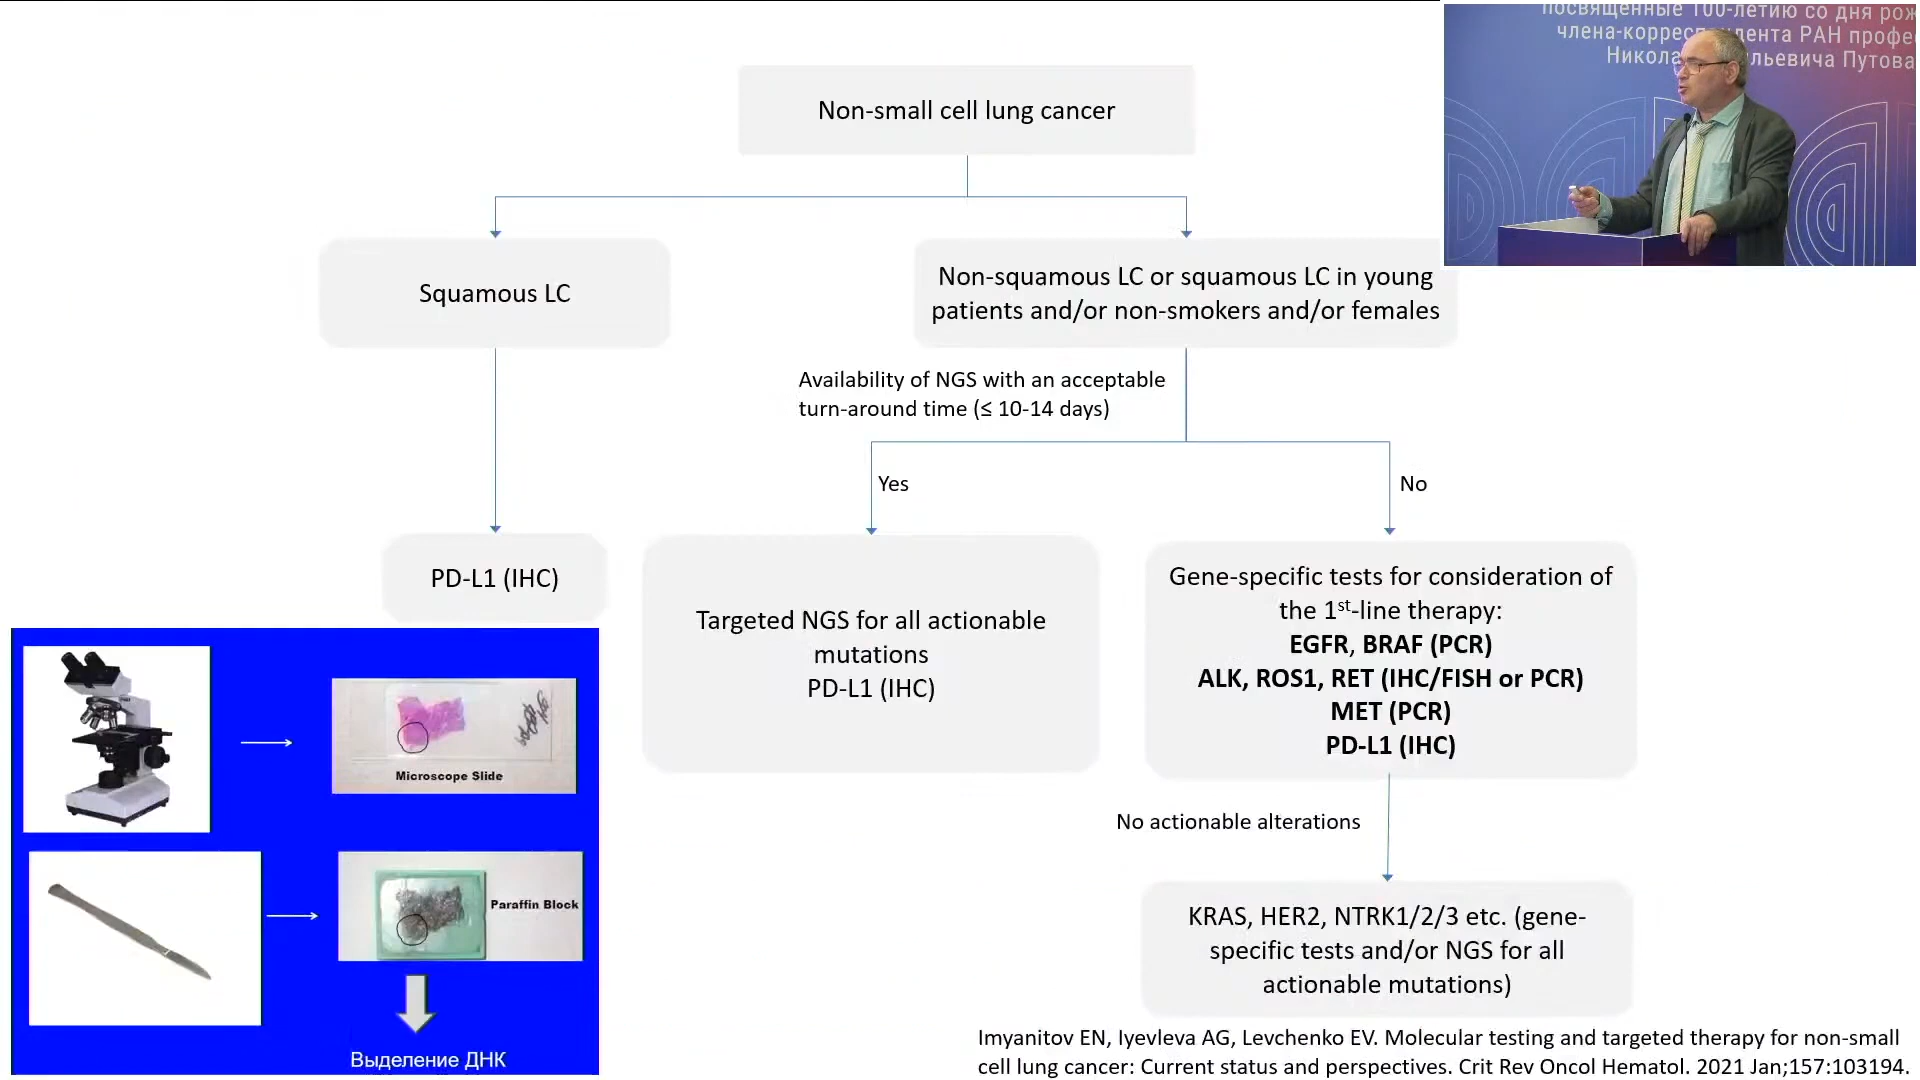 посвященные 100-летию со дня рож
члена-корреспондента РАН профе
Никола льевича Путова
Non-small cell lung cancer
Squamous LC
Non-squamous LC or squamous LC in young
patients and/or non-smokers and/or females
Availability of NGS with an acceptable
turn-around time (≤ 10-14 days)
Yes
No
PD-L1 (IHC)
Targeted NGS for all actionable
mutations
PD-L1 (IHC)
Gene-specific tests for consideration of
the 1st-line therapy:
EGFR, BRAF (PCR)
ALK, ROS1, RET (IHC/FISH or PCR)
MET (PCR)
PD-L1 (IHC)
No actionable alterations
KRAS, HER2, NTRK1/2/3 etc. (gene-
specific tests and/or NGS for all
actionable mutations)
Microscope Slide
Paraffin Block
Выделение ДНК
Imyanitov EN, Iyevleva AG, Levchenko EV. Molecular testing and targeted therapy for non-small
cell lung cancer: Current status and perspectives. Crit Rev Oncol Hematol. 2021 Jan;157:103194.